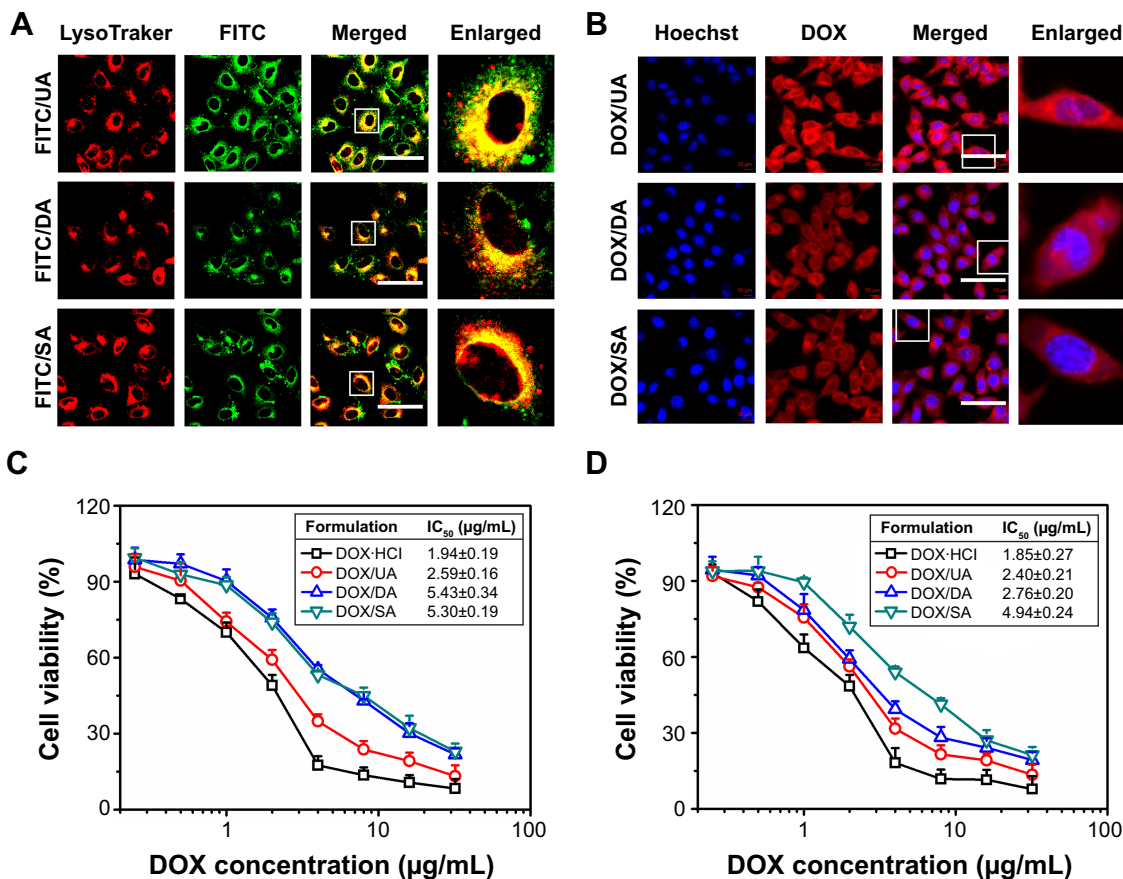 A
LysoTraker FITC Merged Enlarged
FITC/UA
FITC/DA
FITC/SA
B
Hoechst DOX Merged Enlarged
DOX/UA
DOX/DA
DOX/SA
C
Cell viability (%)
120
90
60
30
0
1 10 100
DOX concentration (µg/mL)
Formulation IC50 (µg/mL)
DOX·HCl 1.94±0.19
DOX/UA 2.59±0.16
DOX/DA 5.43±0.34
DOX/SA 5.30±0.19
D
Cell viability (%)
120
90
60
30
0
1 10 100
DOX concentration (µg/mL)
Formulation IC50 (µg/mL)
DOX·HCl 1.85±0.27
DOX/UA 2.40±0.21
DOX/DA 2.76±0.20
DOX/SA 4.94±0.24